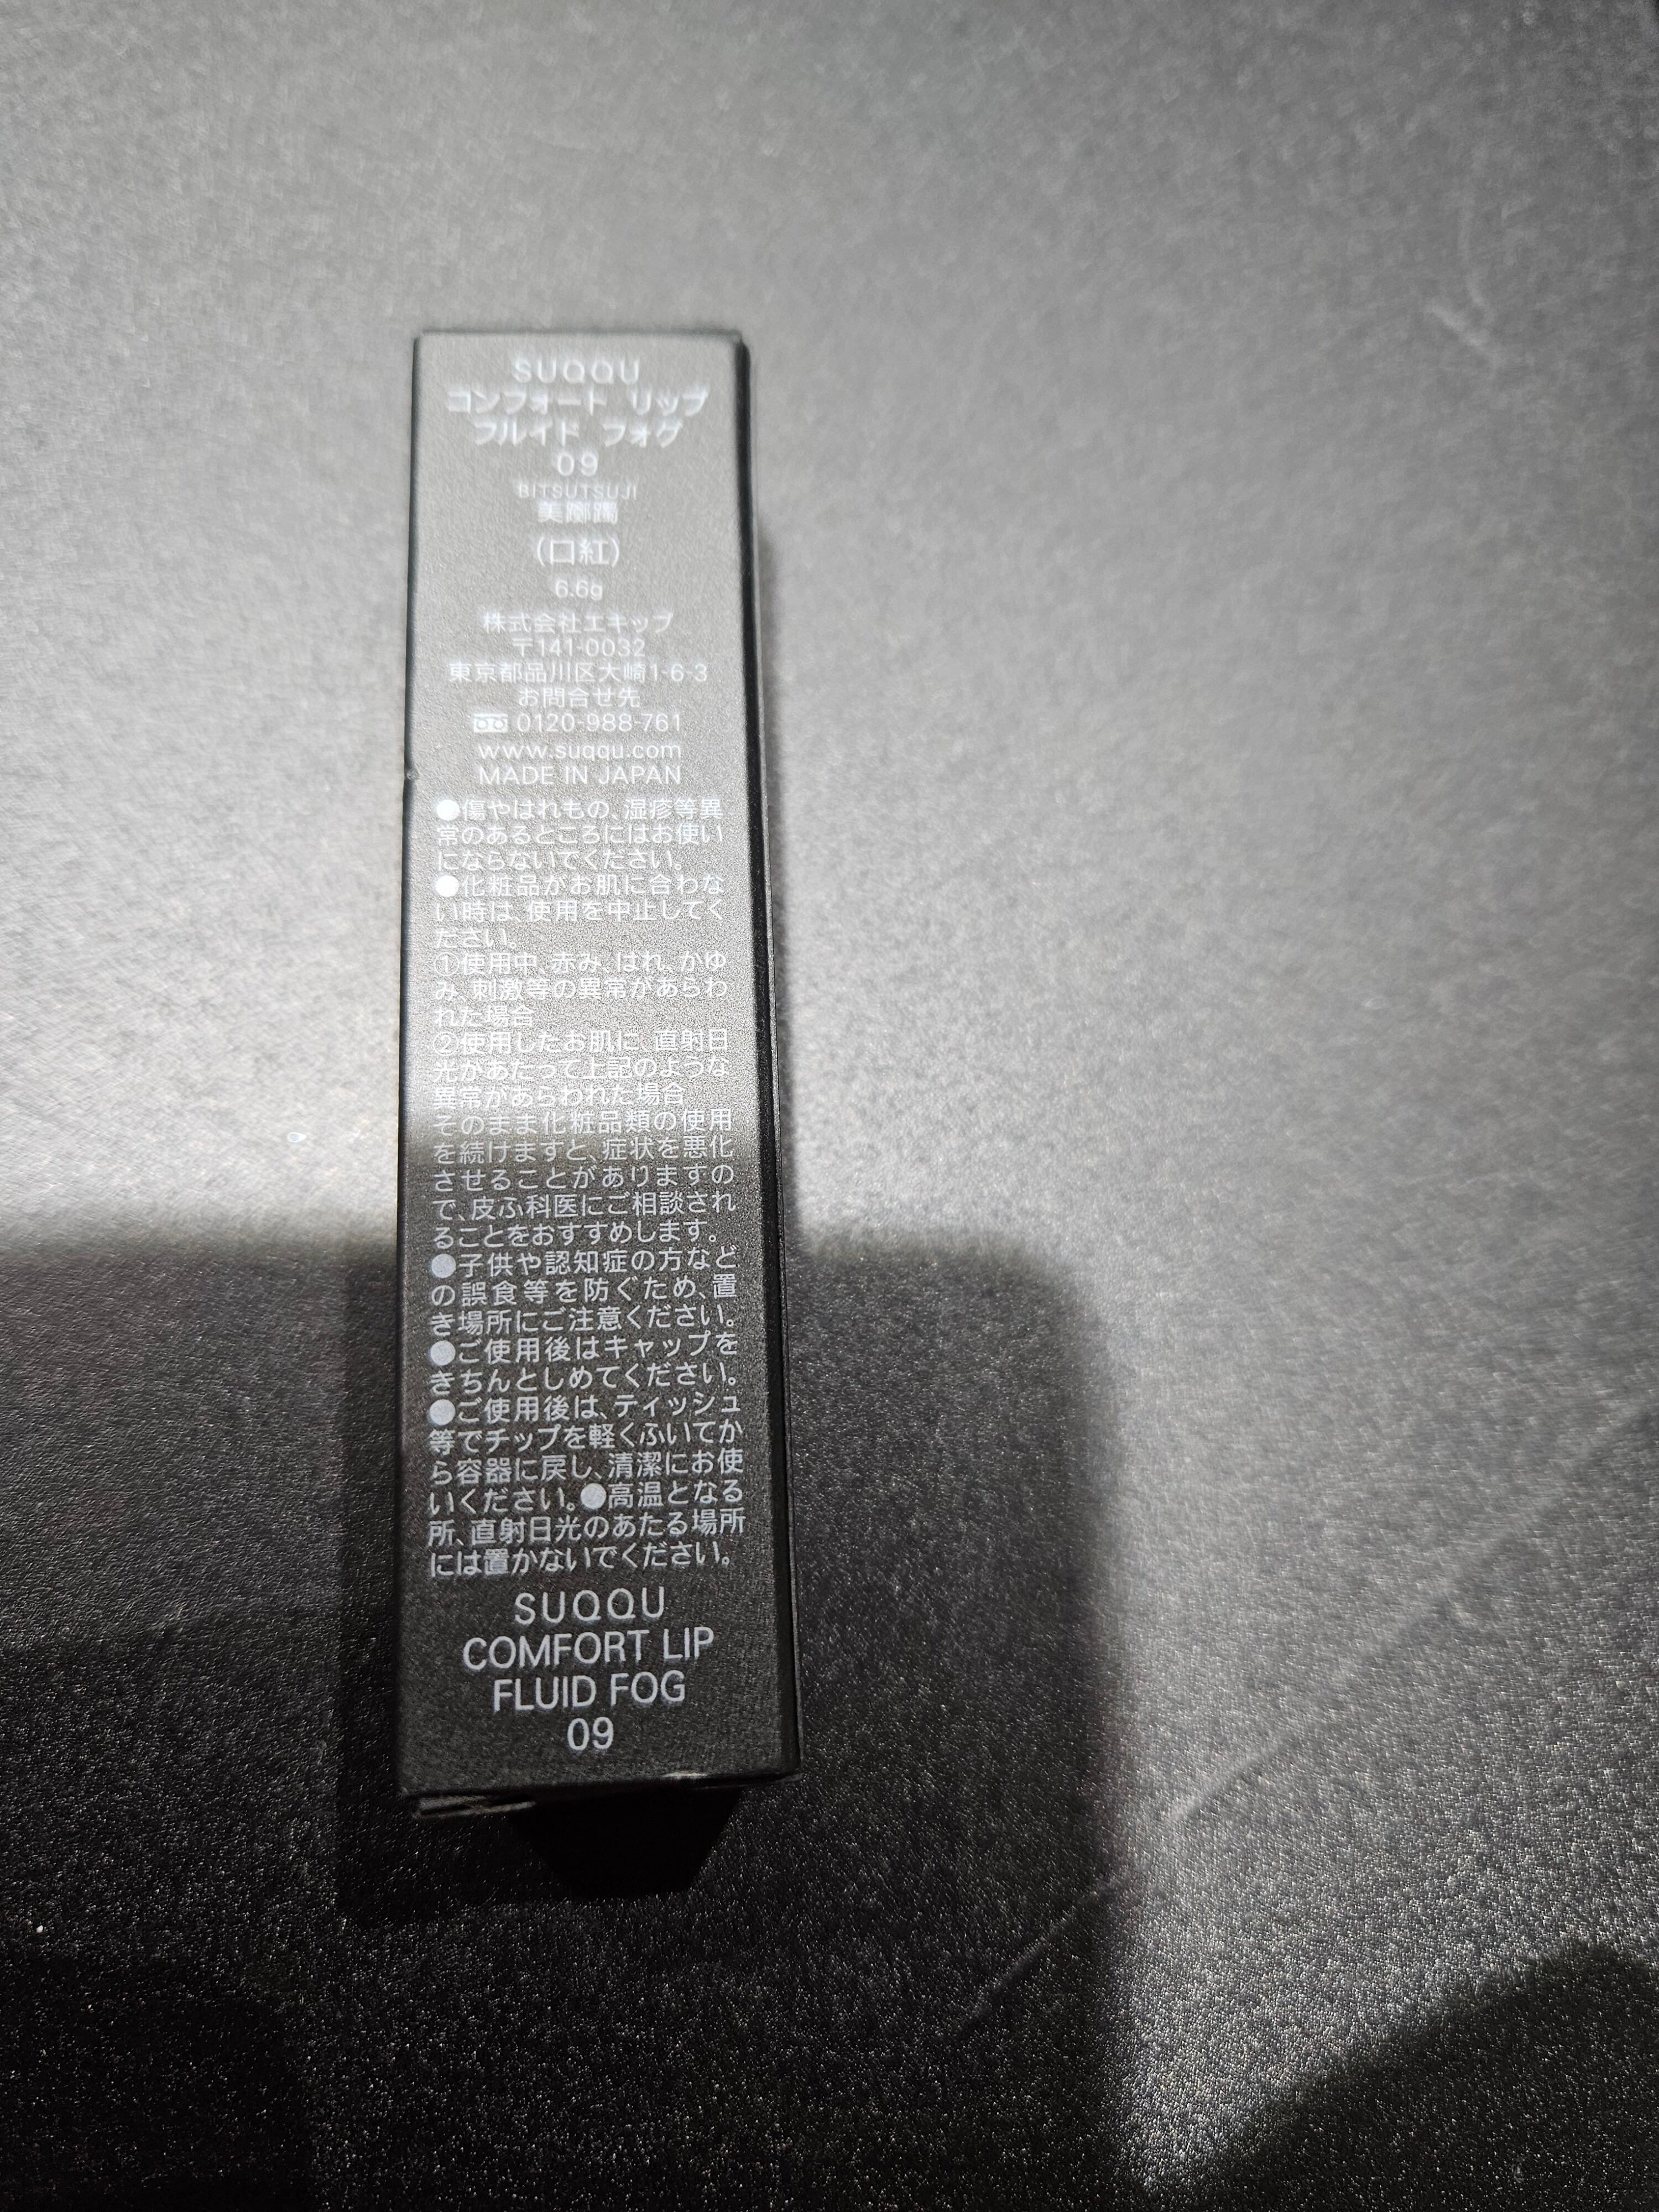 SUQQU
コンフォート リップ
フルイド フォグ
09
BITSUTSUJI
美躑躅
(口紅)
6.6g
株式会社エキップ
〒141-0032
東京都品川区大崎1-6-3
お問合せ先
0120-988-761
www.suqqu.com
MADE IN JAPAN
●傷やはれもの、湿疹等異
常のあるところにはお使い
にならないでください。
●化粧品がお肌に合わな
い時は、使用を中止してく
ださい。
①使用中、赤み、はれ、かゆ
み、刺激等の異常があらわ
れた場合
②使用したお肌に、直射日
光があたって上記のような
異常があらわれた場合
そのまま化粧品類の使用
を続けますと、症状を悪化
させることがありますの
で、皮ふ科医にご相談され
ることをおすすめします。
●子供や認知症の方など
の誤食等を防ぐため、置
き場所にご注意ください。
●ご使用後はキャップを
きちんとしめてください。
●ご使用後は、ティッシュ
等でチップを軽くふいてか
ら容器に戻し、清潔にお使
いください。●高温となる
所、直射日光のあたる場所
には置かないでください。
SUQQU
COMFORT LIP
FLUID FOG
09